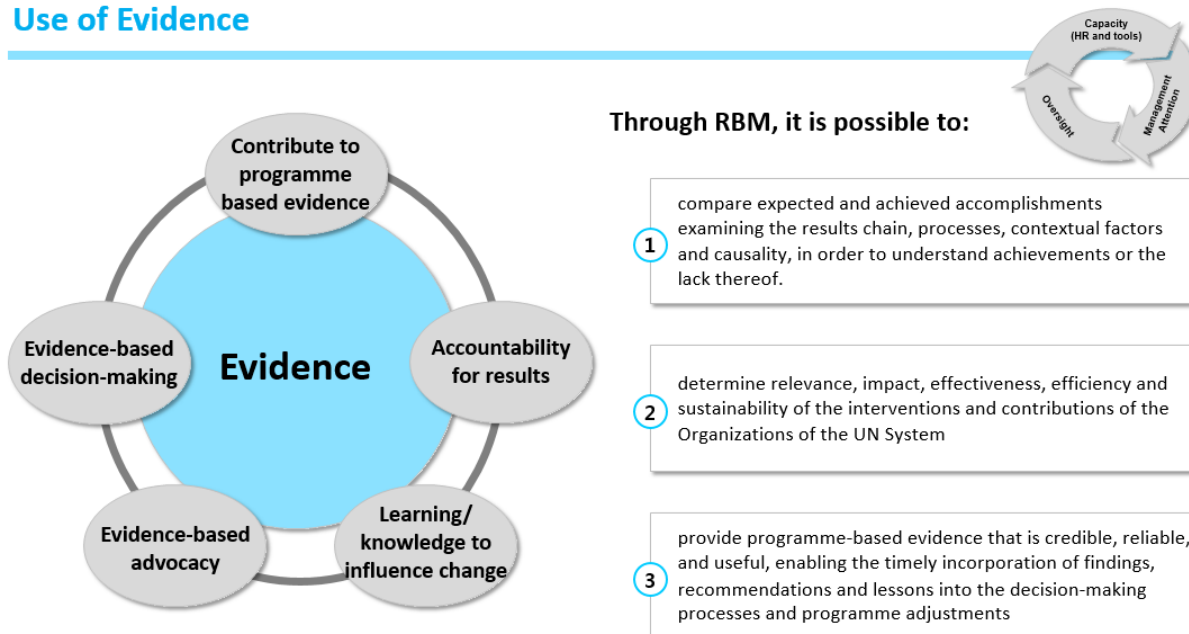 Use of Evidence
Capacity
(HR and tools)
Management
Attention
Oversight
Contribute to
programme
based evidence
Evidence-based
decision-making
Evidence
Accountability
for results
Evidence-based
advocacy
Learning/
knowledge to
influence change
Through RBM, it is possible to:
1
compare expected and achieved accomplishments
examining the results chain, processes, contextual factors
and causality, in order to understand achievements or the
lack thereof.
2
determine relevance, impact, effectiveness, efficiency and
sustainability of the interventions and contributions of the
Organizations of the UN System
3
provide programme-based evidence that is credible, reliable,
and useful, enabling the timely incorporation of findings,
recommendations and lessons into the decision-making
processes and programme adjustments